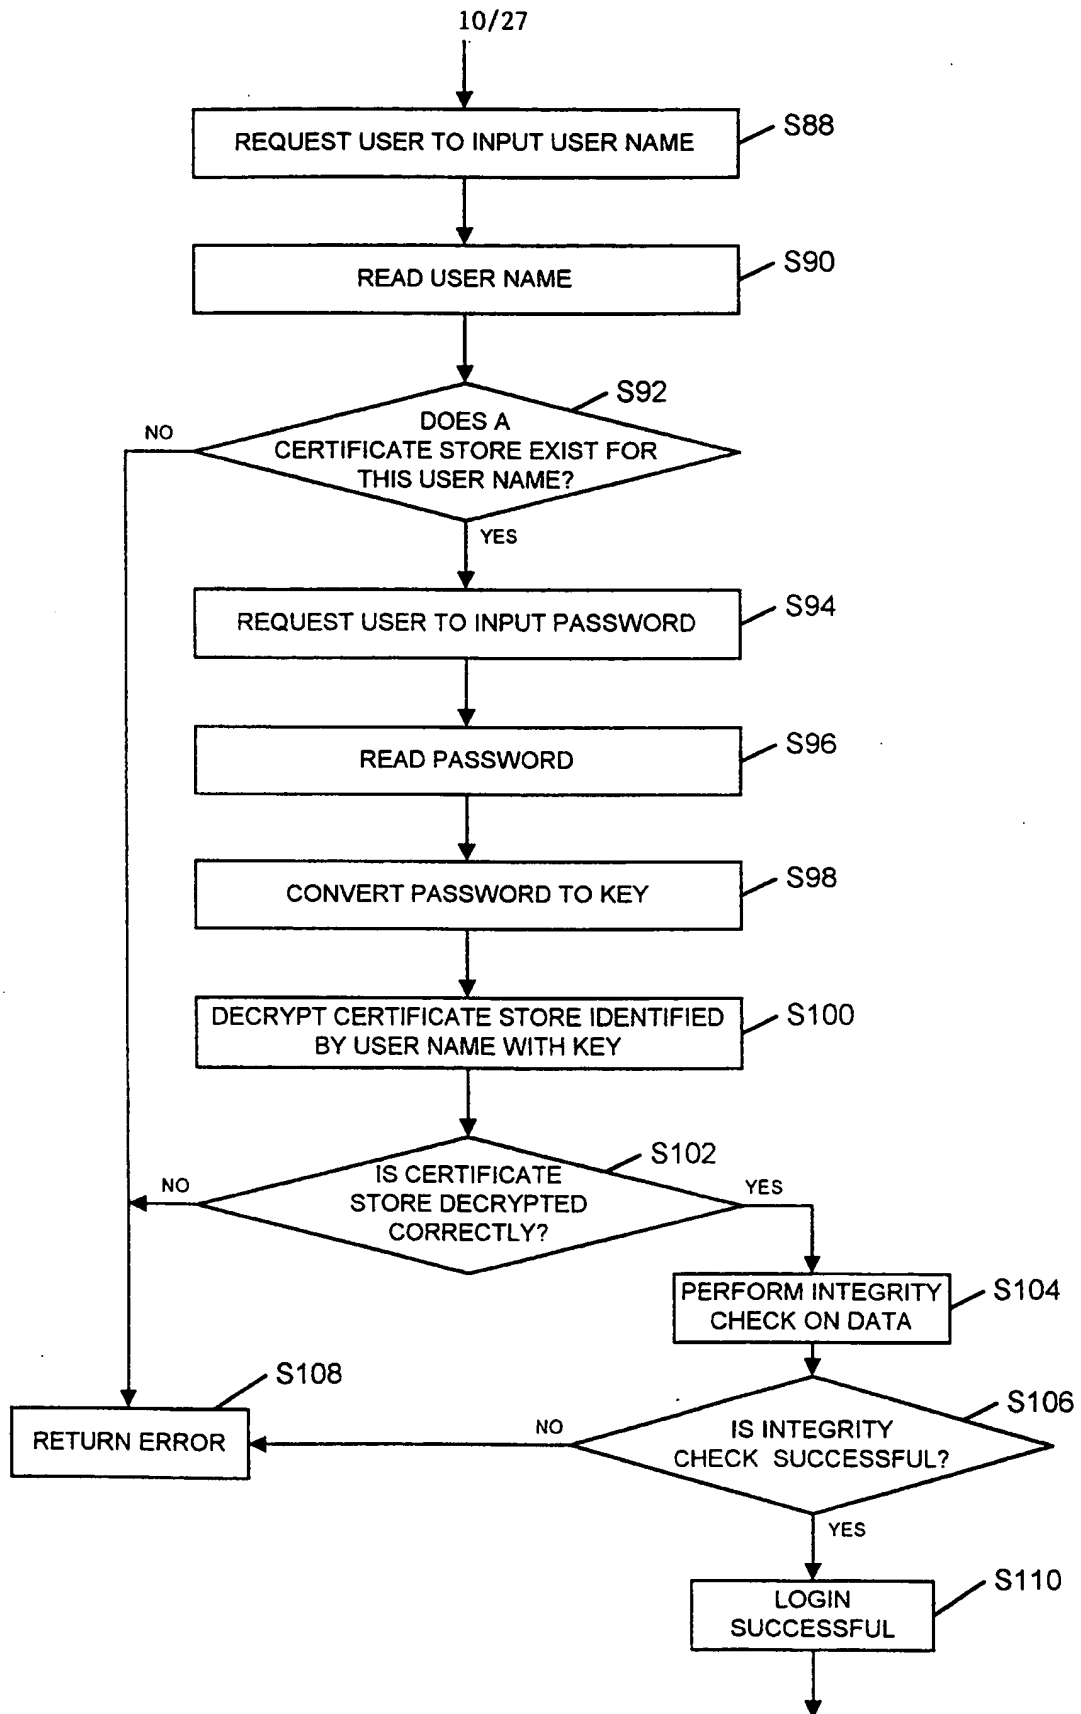 10/27
REQUEST USER TO INPUT USER NAME
S88
READ USER NAME
S90
S92
DOES A
CERTIFICATE STORE EXIST FOR
THIS USER NAME?
NO
YES
REQUEST USER TO INPUT PASSWORD
S94
READ PASSWORD
S96
CONVERT PASSWORD TO KEY
S98
DECRYPT CERTIFICATE STORE IDENTIFIED
BY USER NAME WITH KEY
S100
S102
IS CERTIFICATE
STORE DECRYPTED
CORRECTLY?
NO
YES
PERFORM INTEGRITY
CHECK ON DATA
S104
S108
RETURN ERROR
S106
NO
IS INTEGRITY
CHECK SUCCESSFUL?
YES
LOGIN
SUCCESSFUL
S110